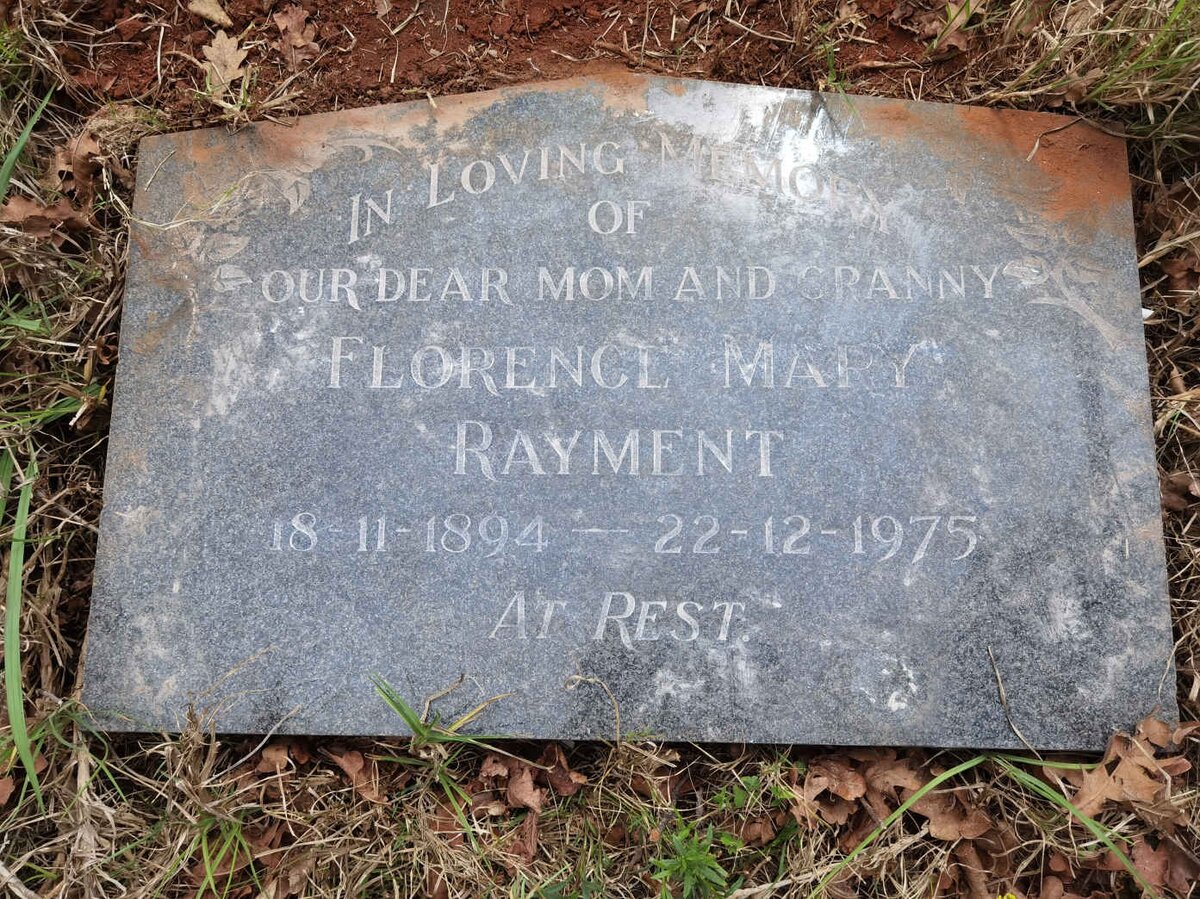 IN LOVING MEMORY
OF
OUR DEAR MOM AND GRANNY
FLORENCE MARY
RAYMENT
18-11-1894 — 22-12-1975
AT REST.